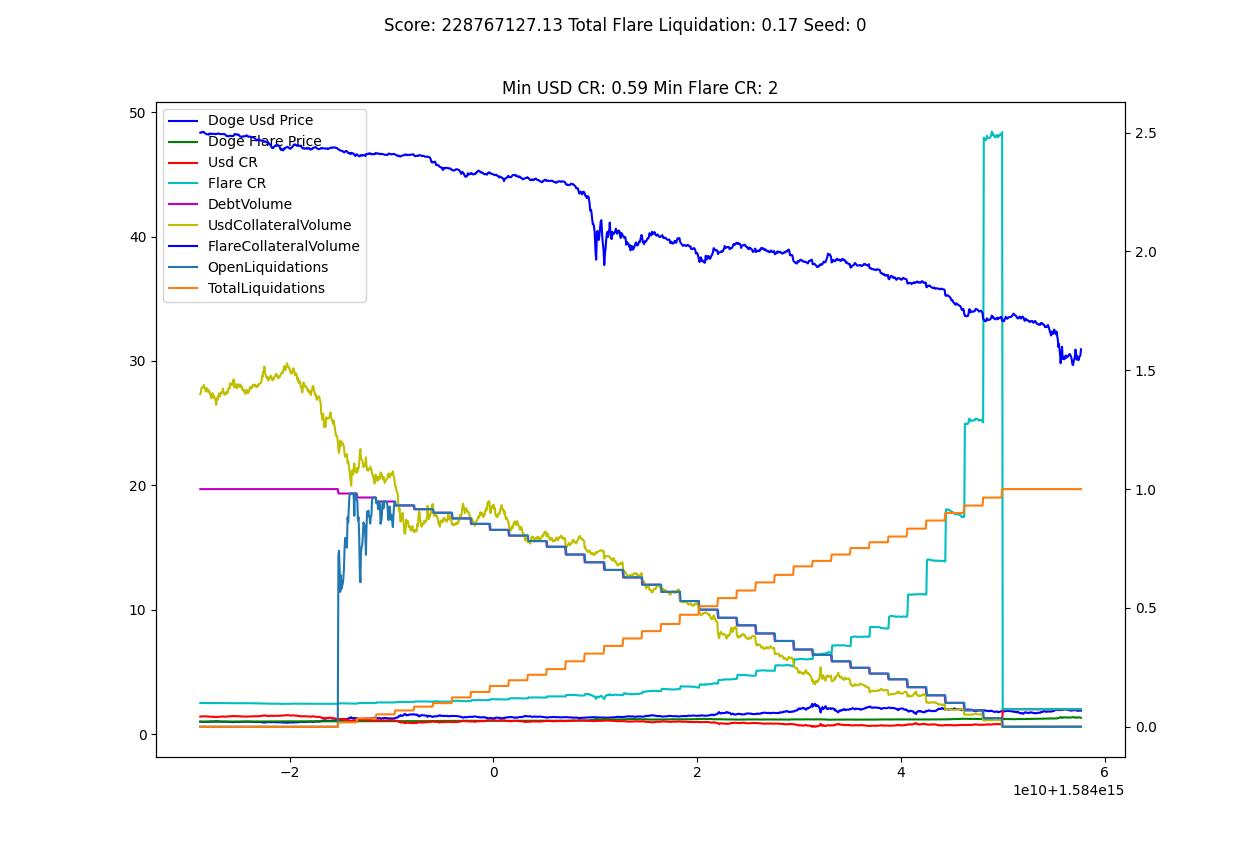 Score: 228767127.13 Total Flare Liquidation: 0.17 Seed: 0
Min USD CR: 0.59 Min Flare CR: 2
50
40
30
20
10
0
Doge Usd Price
Doge Flare Price
Usd CR
Flare CR
DebtVolume
UsdCollateralVolume
FlareCollateralVolume
OpenLiquidations
TotalLiquidations
2.5
2.0
1.5
1.0
0.5
0.0
−2
0
2
4
6
1e10+1.584e15